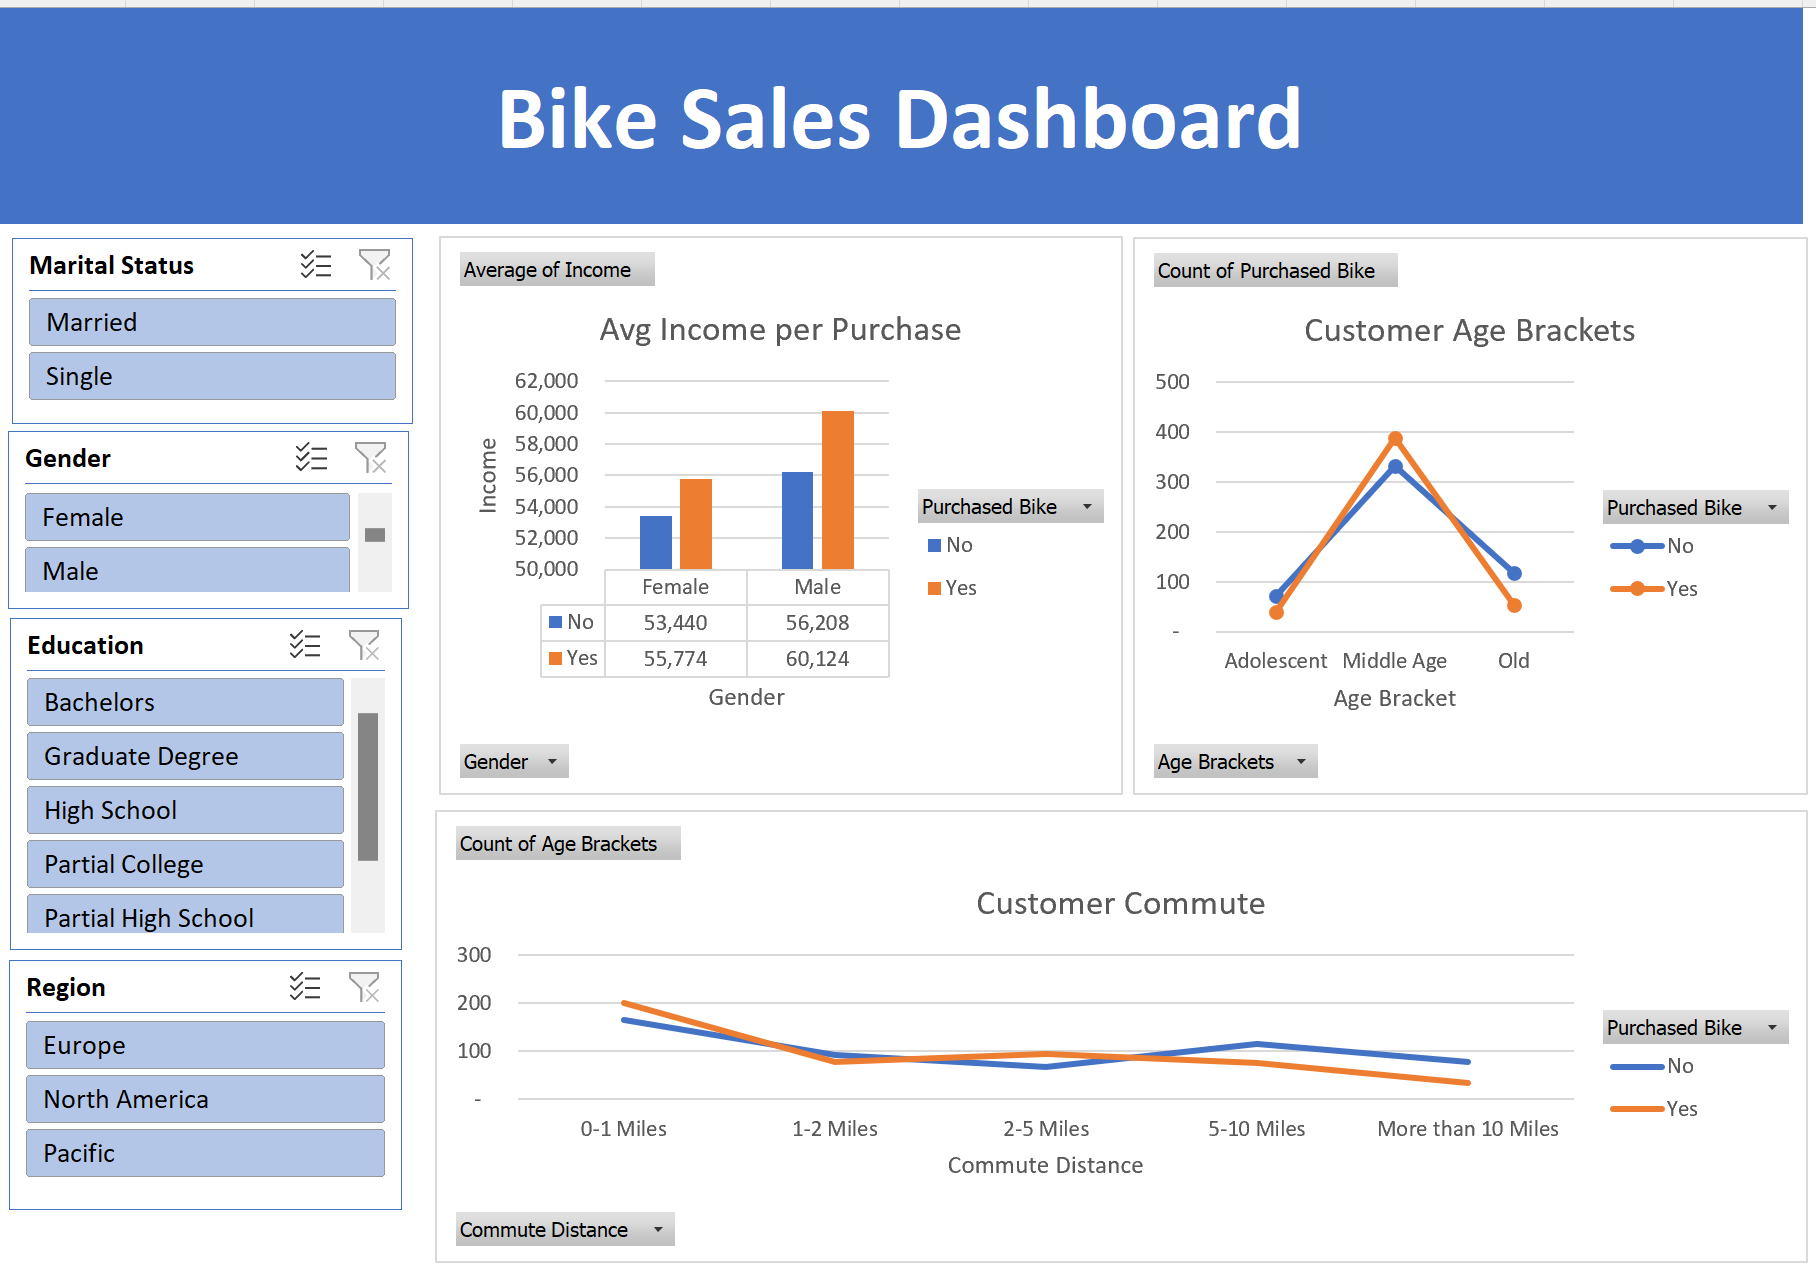 Bike Sales Dashboard
Marital Status
Married
Single
Gender
Female
Male
Education
Bachelors
Graduate Degree
High School
Partial College
Partial High School
Region
Europe
North America
Pacific
Average of Income
Avg Income per Purchase
Income
62,000
60,000
58,000
56,000
54,000
52,000
50,000
Female Male
No 53,440 56,208
Yes 55,774 60,124
Gender
Purchased Bike
No
Yes
Gender
Count of Purchased Bike
Customer Age Brackets
500
400
300
200
100
-
Adolescent Middle Age Old
Age Bracket
Purchased Bike
No
Yes
Age Brackets
Count of Age Brackets
Customer Commute
300
200
100
-
0-1 Miles 1-2 Miles 2-5 Miles 5-10 Miles More than 10 Miles
Commute Distance
Purchased Bike
No
Yes
Commute Distance